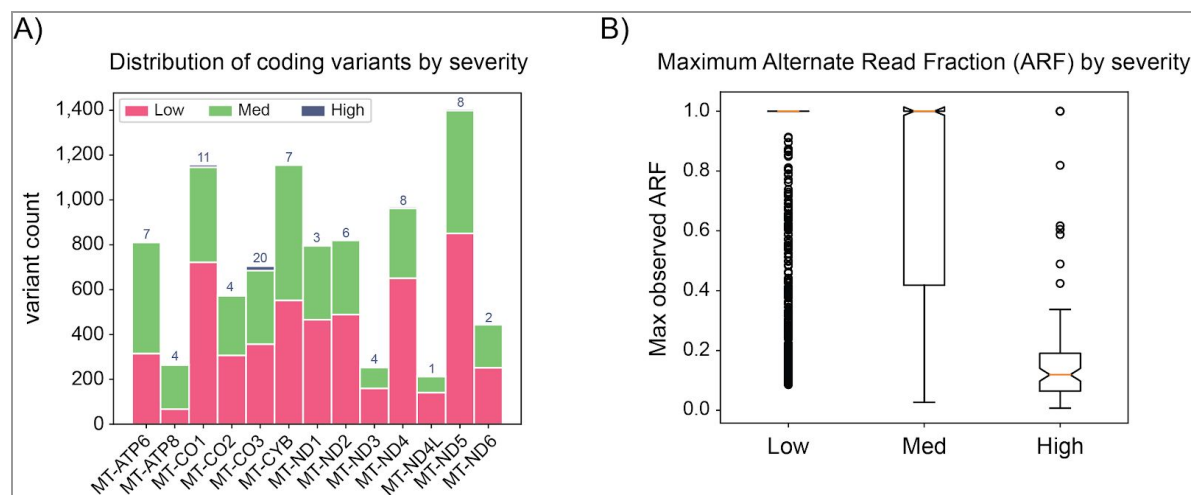 A)
Distribution of coding variants by severity
Low Med High
variant count
1,400
1,200
1,000
800
600
400
200
0
7
4
11
4
20
7
3
6
4
8
1
8
2
MT-ATP6
MT-ATP8
MT-CO1
MT-CO2
MT-CO3
MT-CYB
MT-ND1
MT-ND2
MT-ND3
MT-ND4
MT-ND4L
MT-ND5
MT-ND6
B)
Maximum Alternate Read Fraction (ARF) by severity
Max observed ARF
1.0
0.8
0.6
0.4
0.2
0.0
Low Med High